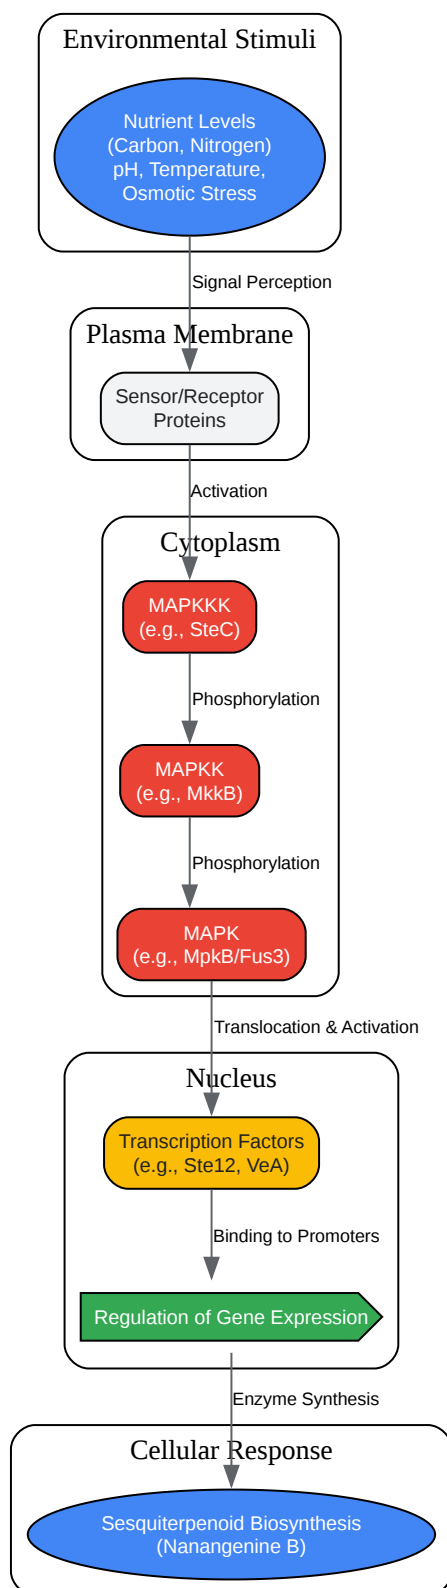 Environmental Stimuli
Nutrient Levels
(Carbon, Nitrogen)
pH, Temperature,
Osmotic Stress
Signal Perception
Plasma Membrane
Sensor/Receptor
Proteins
Activation
Cytoplasm
MAPKKK
(e.g., SteC)
Phosphorylation
MAPKK
(e.g., MkkB)
Phosphorylation
MAPK
(e.g., MpkB/Fus3)
Translocation & Activation
Nucleus
Transcription Factors
(e.g., Ste12, VeA)
Binding to Promoters
Regulation of Gene Expression
Enzyme Synthesis
Cellular Response
Sesquiterpenoid Biosynthesis
(Nanangenine B)